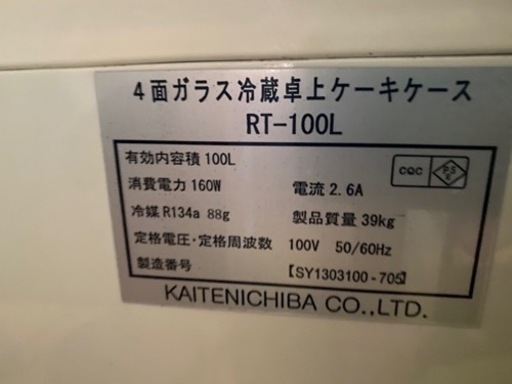 4面ガラス冷蔵卓上ケーキケース
RT-100L
有効内容積 100L
消費電力 160W 電流 2.6A
冷媒 R134a 88g 製品質量 39kg
定格電圧・定格周波数 100V 50/60Hz
製造番号 【SY1303100-705】
CQC PS E
KAITENICHIBA CO.,LTD.